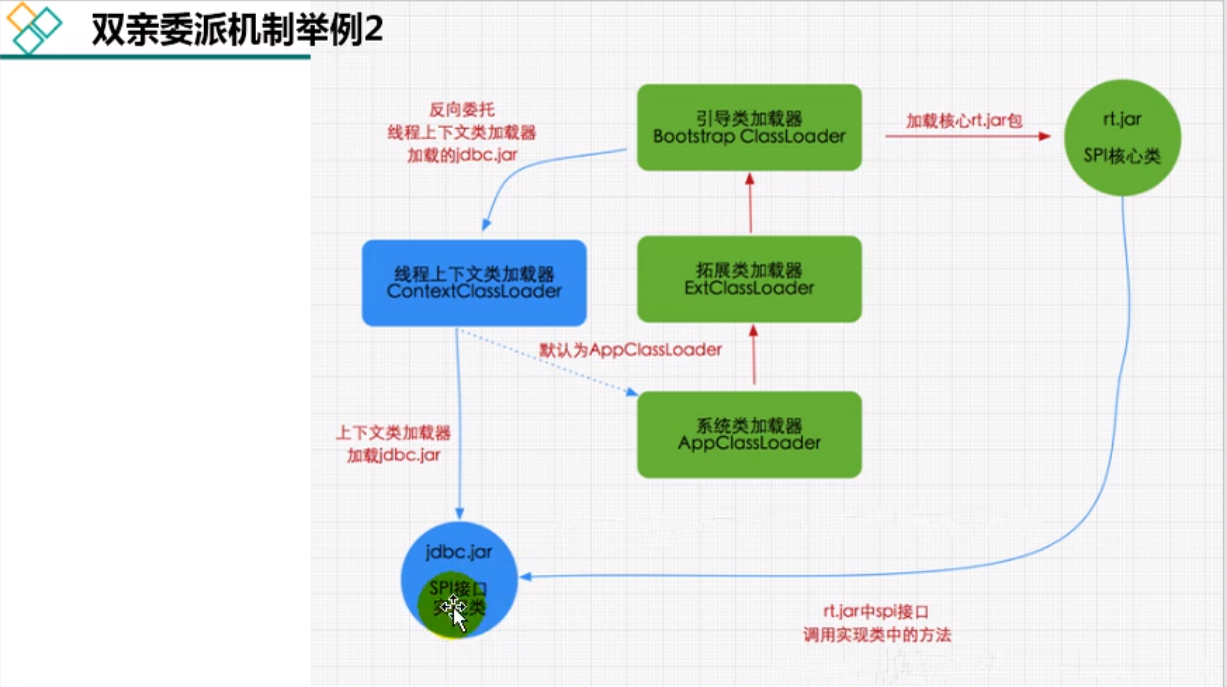 双亲委派机制举例2
反向委托
线程上下文类加载器
加载的jdbc.jar
引导类加载器
Bootstrap ClassLoader
加载核心rt.jar包
rt.jar
SPI核心类
线程上下文类加载器
ContextClassLoader
拓展类加载器
ExtClassLoader
默认为AppClassLoader
系统类加载器
AppClassLoader
上下文类加载器
加载jdbc.jar
jdbc.jar
SPI接口
rt.jar中spi接口
调用实现类中的方法